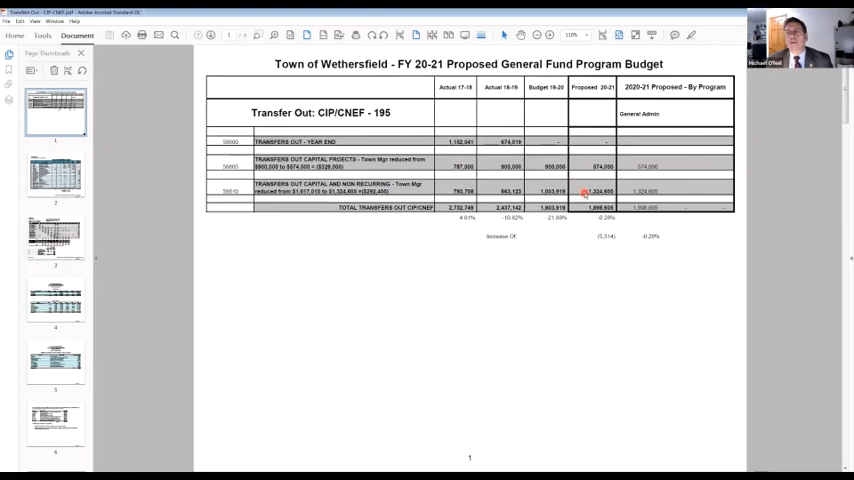 Transfers Out - CIP-CNEF.pdf - Adobe Acrobat Standard DC
File Edit View Window Help
Home Tools Document
1 / 6
110%
Michael O'Neil
Page Thumbnails
1
2
3
4
5
6
Town of Wethersfield - FY 20-21 Proposed General Fund Program Budget
Actual 17-18 Actual 18-19 Budget 19-20 Proposed 20-21 2020-21 Proposed - By Program
Transfer Out: CIP/CNEF - 195 General Admin
58800 TRANSFERS OUT - YEAR END 1,152,041 674,019 - -
TRANSFERS OUT CAPITAL PROECTS - Town Mgr reduced from
58805 $900,000 to $574,000 = ($326,000) 787,000 900,000 900,000 574,000 574,000
TRANSFERS OUT CAPITAL AND NON RECURRING - Town Mgr
58810 reduced from $1,617,010 to $1,324,605 =($292,405) 793,708 863,123 1,003,919 1,324,605 1,324,605
TOTAL TRANSFERS OUT CIP/CNEF 2,732,749 2,437,142 1,903,919 1,898,605 1,898,605 - -
4.01% -10.82% -21.88% -0.28%
Increase Of (5,314) -0.28%
1